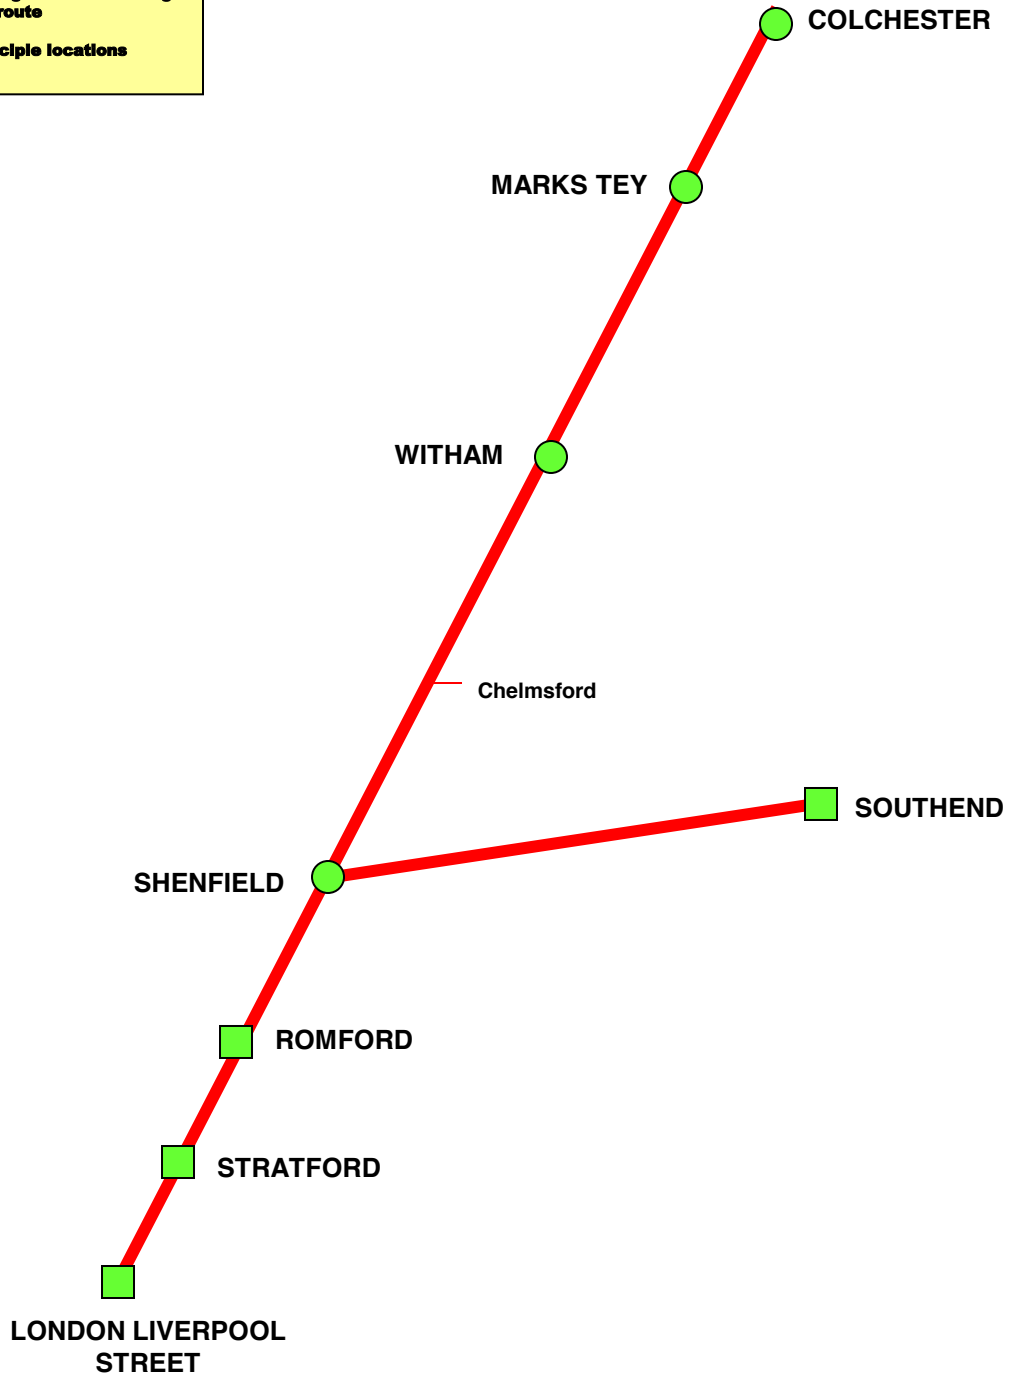 route
ciple locations
COLCHESTER
MARKS TEY
WITHAM
Chelmsford
SOUTHEND
SHENFIELD
ROMFORD
STRATFORD
LONDON LIVERPOOL
STREET